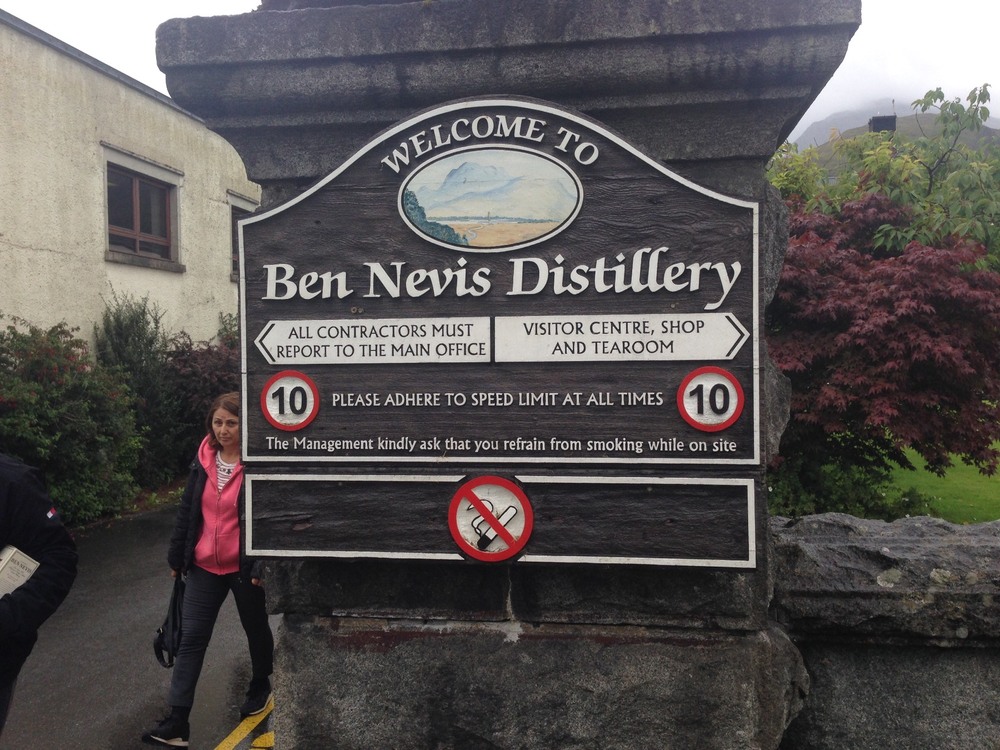 WELCOME TO
Ben Nevis Distillery
ALL CONTRACTORS MUST
REPORT TO THE MAIN OFFICE
VISITOR CENTRE, SHOP
AND TEAROOM
10 PLEASE ADHERE TO SPEED LIMIT AT ALL TIMES 10
The Management kindly ask that you refrain from smoking while on site